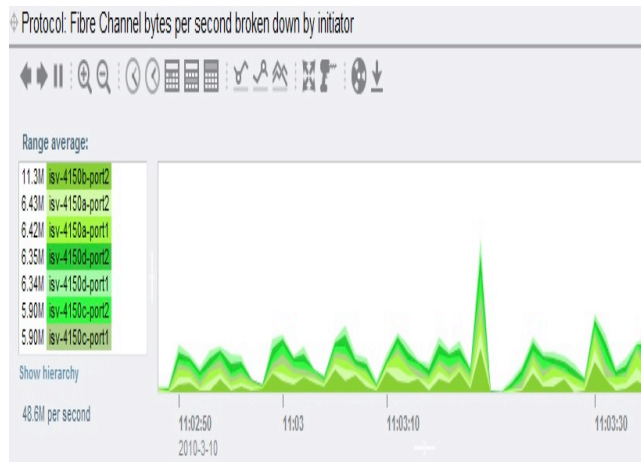 Protocol: Fibre Channel bytes per second broken down by initiator
Range average:
11.3M isv-4150b-port2
6.43M isv-4150a-port2
6.42M isv-4150a-port1
6.35M isv-4150d-port2
6.34M isv-4150d-port1
5.90M isv-4150c-port2
5.90M isv-4150c-port1
Show hierarchy
48.6M per second
11:02:50
11:03
11:03:10
11:03:30
2010-3-10